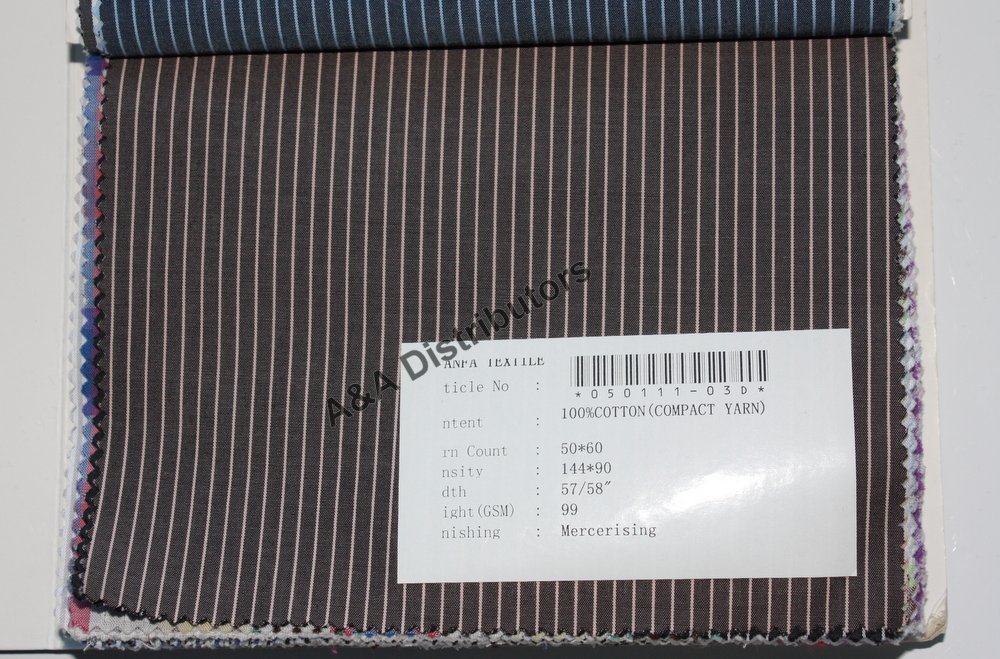 A&A Distributors
ANFA TEXTILE
ticle No :
*050111-03D*
ntent : 100%COTTON(COMPACT YARN)
rn Count : 50*60
nsity : 144*90
dth : 57/58″
ight(GSM) : 99
nishing : Mercerising